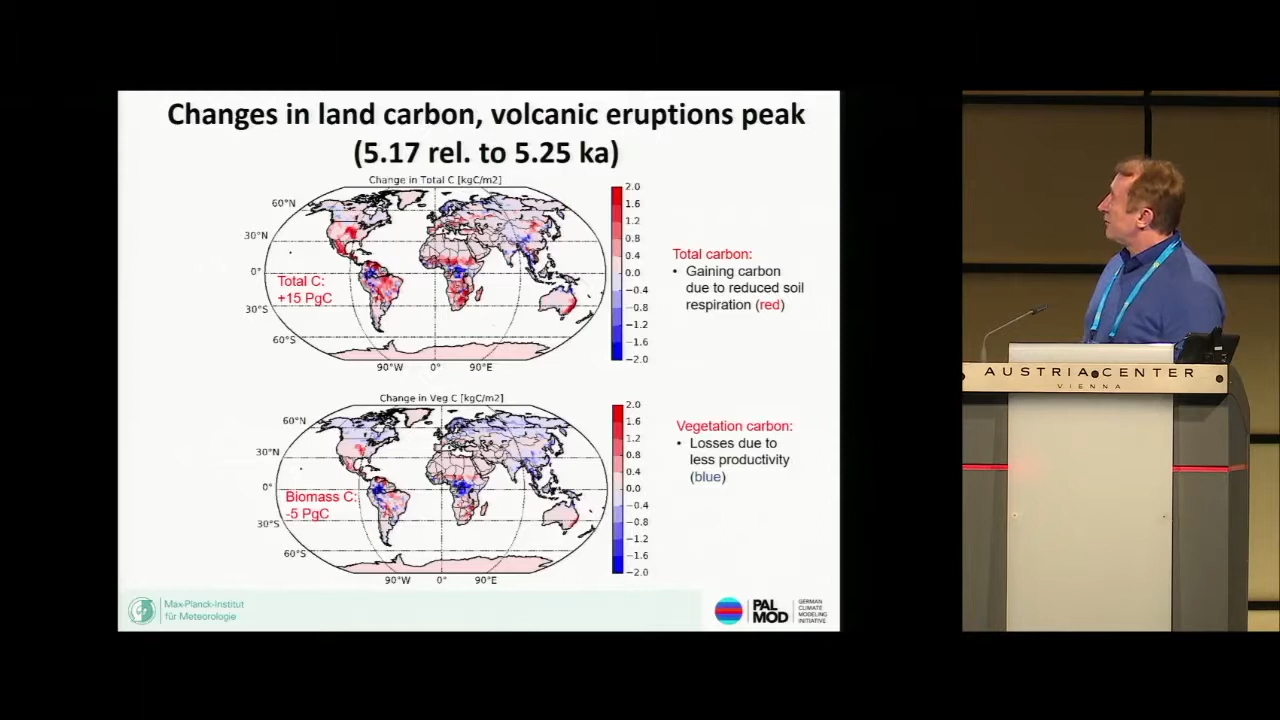 Changes in land carbon, volcanic eruptions peak
(5.17 rel. to 5.25 ka)
Change in Total C [kgC/m2]
60°N
30°N
0°
30°S
60°S
90°W 0° 90°E
Total C:
+15 PgC
2.0
1.6
1.2
0.8
0.4
0.0
−0.4
−0.8
−1.2
−1.6
−2.0
Total carbon:
• Gaining carbon
due to reduced soil
respiration (red)
Change in Veg C [kgC/m2]
60°N
30°N
0°
30°S
60°S
90°W 0° 90°E
Biomass C:
-5 PgC
2.0
1.6
1.2
0.8
0.4
0.0
−0.4
−0.8
−1.2
−1.6
−2.0
Vegetation carbon:
• Losses due to
less productivity
(blue)
Max-Planck-Institut
für Meteorologie
PAL
MOD
GERMAN
CLIMATE
MODELING
INITIATIVE
AUSTRIA CENTER
VIENNA